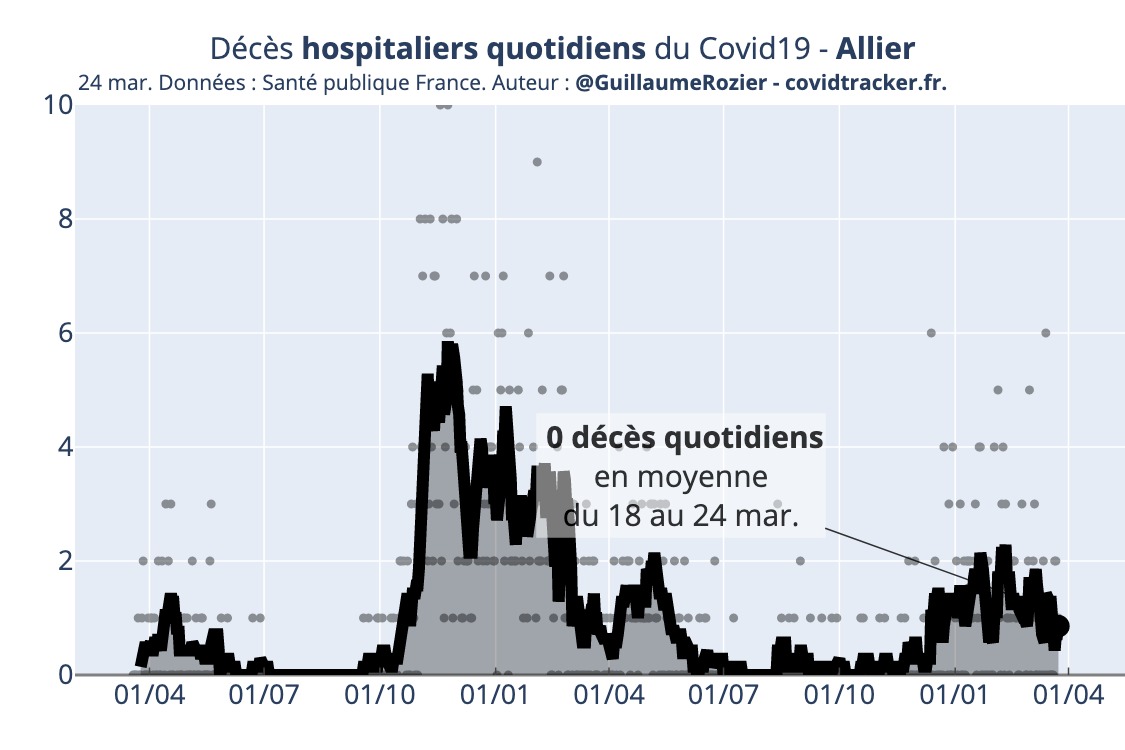 Décès hospitaliers quotidiens du Covid19 - Allier
24 mar. Données : Santé publique France. Auteur : @GuillaumeRozier - covidtracker.fr.
10
8
6
4
2
0
0 décès quotidiens
en moyenne
du 18 au 24 mar.
01/04 01/07 01/10 01/01 01/04 01/07 01/10 01/01 01/04